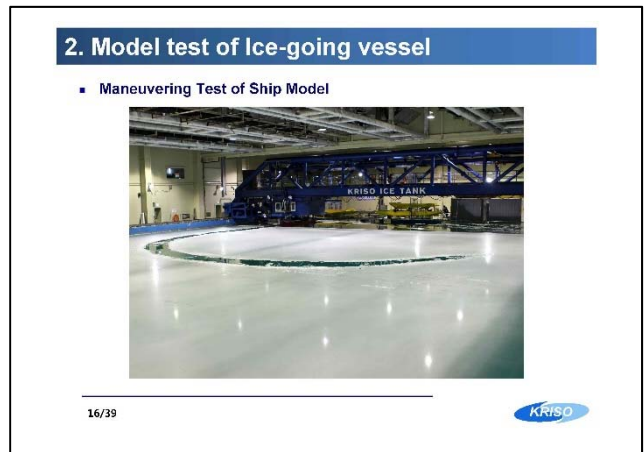 2. Model test of Ice-going vessel
Maneuvering Test of Ship Model
KRISO ICE TANK
16/39
KRISO